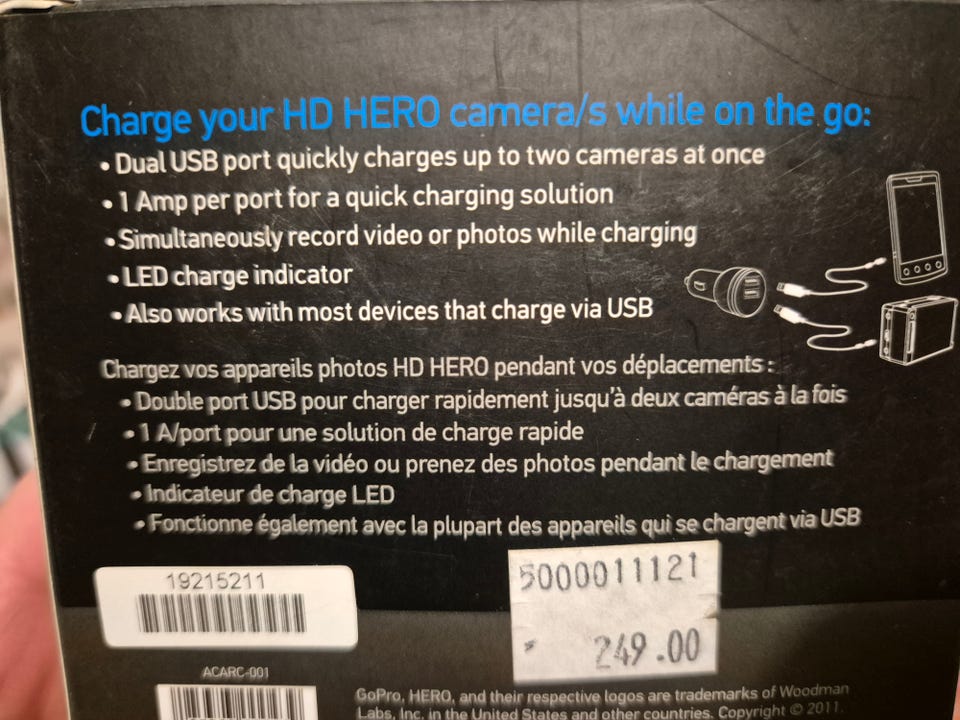 Charge your HD HERO camera/s while on the go:
• Dual USB port quickly charges up to two cameras at once
• 1 Amp per port for a quick charging solution
• Simultaneously record video or photos while charging
• LED charge indicator
• Also works with most devices that charge via USB
Chargez vos appareils photos HD HERO pendant vos déplacements :
• Double port USB pour charger rapidement jusqu'à deux caméras à la fois
• 1 A/port pour une solution de charge rapide
• Enregistrez de la vidéo ou prenez des photos pendant le chargement
• Indicateur de charge LED
• Fonctionne également avec la plupart des appareils qui se chargent via USB
19215211
5000011121
249.00
ACARC-001
GoPro, HERO, and their respective logos are trademarks of Woodman
Labs, Inc. in the United States and other countries. Copyright © 2011.